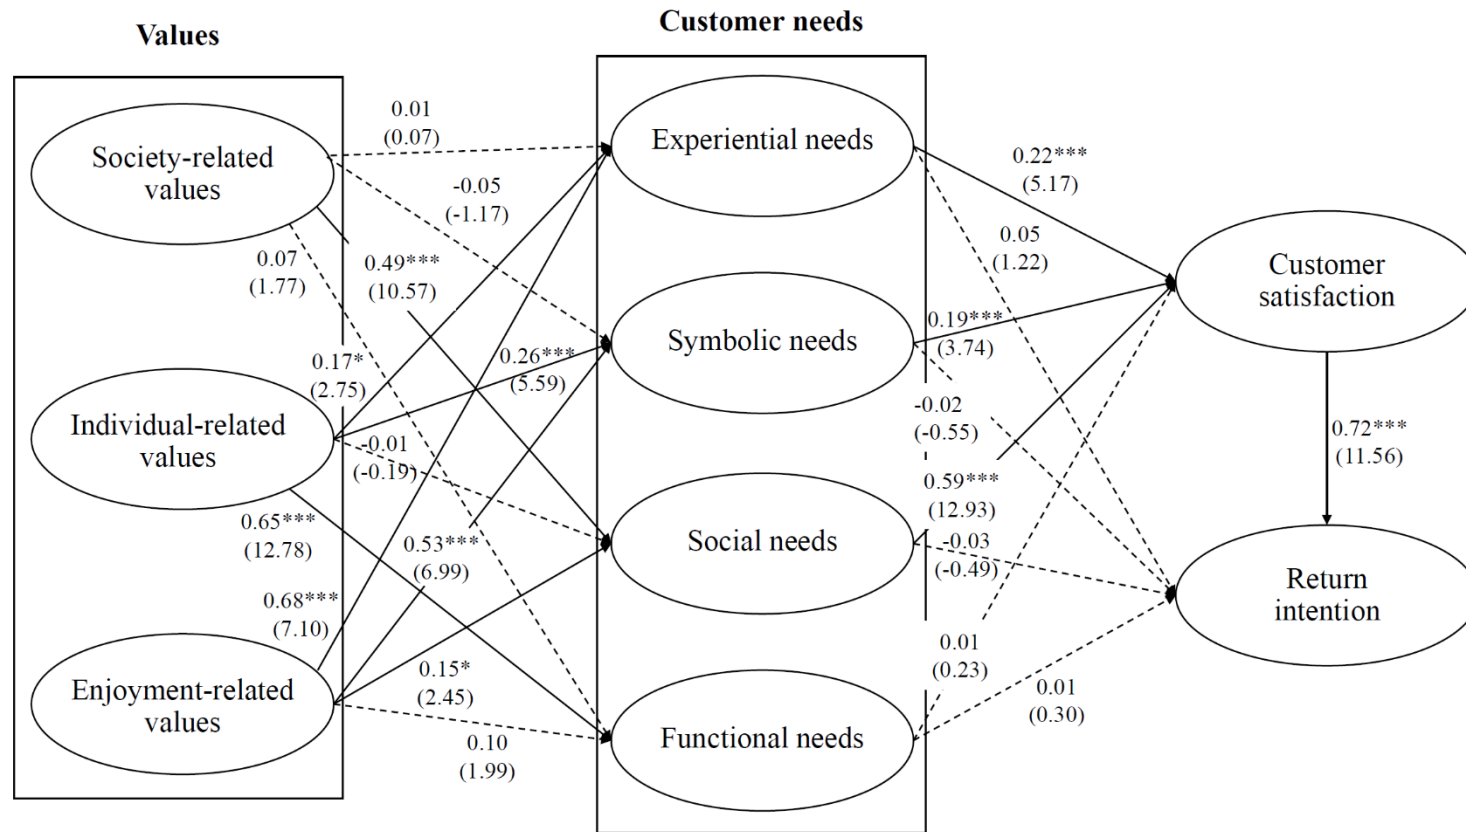 Values
Customer needs
Society-related
values
Individual-related
values
Enjoyment-related
values
0.01
(0.07)
-0.05
(-1.17)
0.07
(1.77)
0.49***
(10.57)
0.17*
(2.75)
0.26***
(5.59)
-0.01
(-0.19)
0.65***
(12.78)
0.53***
(6.99)
0.68***
(7.10)
0.15*
(2.45)
0.10
(1.99)
Experiential needs
Symbolic needs
Social needs
Functional needs
0.22***
(5.17)
0.05
(1.22)
0.19***
(3.74)
-0.02
(-0.55)
0.59***
(12.93)
-0.03
(-0.49)
0.01
(0.23)
0.01
(0.30)
Customer
satisfaction
0.72***
(11.56)
Return
intention